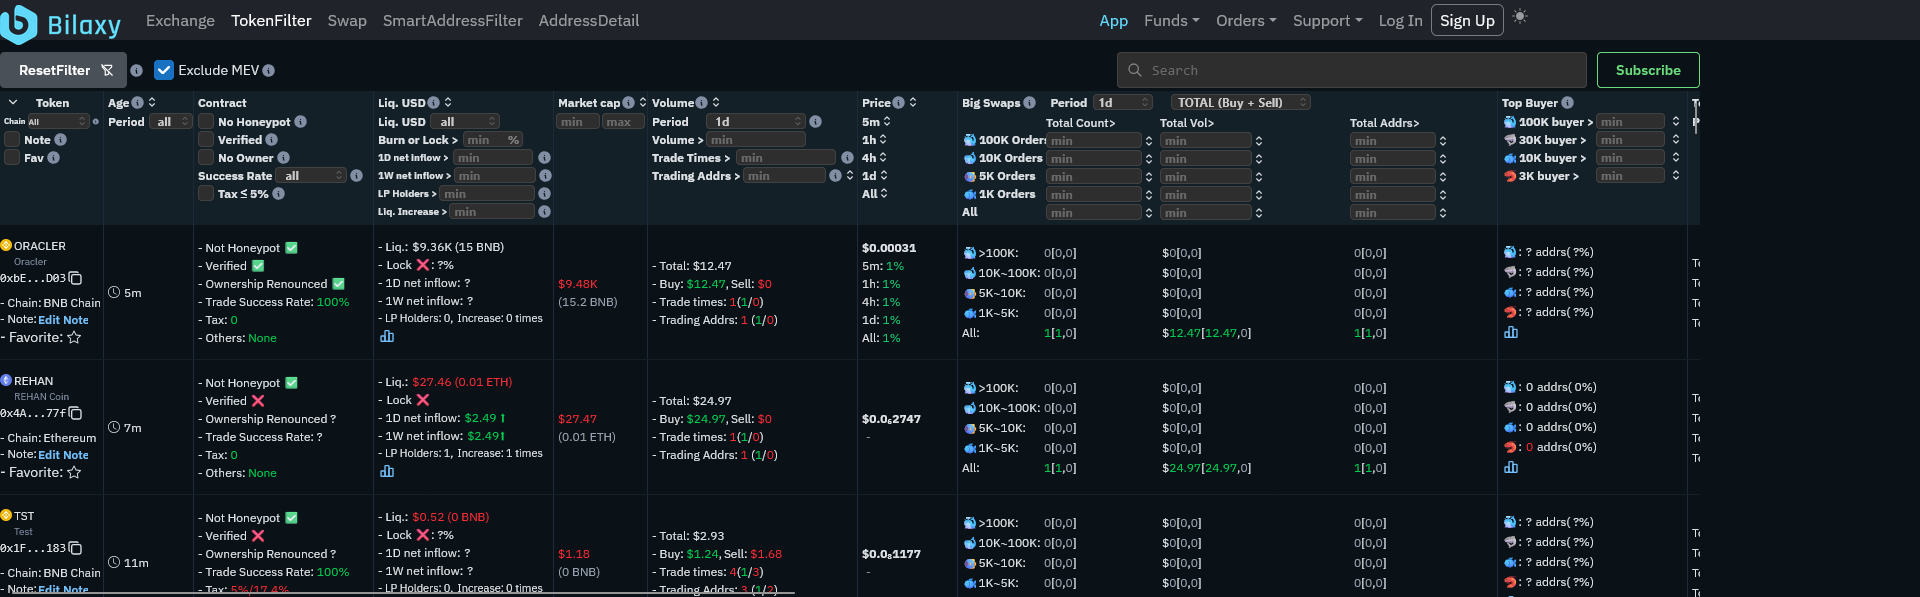 Bilaxy Exchange TokenFilter Swap SmartAddressFilter AddressDetail App Funds Orders Support Log In Sign Up
ResetFilter Exclude MEV Search Subscribe
Token Age Contract Liq. USD Market cap Volume Price Big Swaps Period 1d TOTAL (Buy + Sell) Top Buyer
Chain All Period all No Honeypot Liq. USD all min max Period 1d 5m Total Count> Total Vol> Total Addrs> 100K buyer > min
Note Verified Burn or Lock > min % Volume > min 1h 100K Orders min min min 30K buyer > min
Fav No Owner 1D net inflow > min Trade Times > min 4h 10K Orders min min min 10K buyer > min
Success Rate all 1W net inflow > min Trading Addrs > min 1d 5K Orders min min min 3K buyer > min
Tax ≤ 5% LP Holders > min All 1K Orders min min min
Liq. Increase > min All min min min
ORACLER
Oracler
0xbE...D03
- Chain: BNB Chain
- Note: Edit Note
- Favorite:
5m
- Not Honeypot
- Verified
- Ownership Renounced
- Trade Success Rate: 100%
- Tax: 0
- Others: None
- Liq.: $9.36K (15 BNB)
- Lock : ?%
- 1D net inflow: ?
- 1W net inflow: ?
- LP Holders: 0, Increase: 0 times
$9.48K
(15.2 BNB)
- Total: $12.47
- Buy: $12.47, Sell: $0
- Trade times: 1(1/0)
- Trading Addrs: 1 (1/0)
$0.00031
5m: 1%
1h: 1%
4h: 1%
1d: 1%
All: 1%
>100K: 0[0,0] $0[0,0] 0[0,0]
10K~100K: 0[0,0] $0[0,0] 0[0,0]
5K~10K: 0[0,0] $0[0,0] 0[0,0]
1K~5K: 0[0,0] $0[0,0] 0[0,0]
All: 1[1,0] $12.47[12.47,0] 1[1,0]
: ? addrs( ?%)
: ? addrs( ?%)
: ? addrs( ?%)
: ? addrs( ?%)
REHAN
REHAN Coin
0x4A...77f
- Chain: Ethereum
- Note: Edit Note
- Favorite:
7m
- Not Honeypot
- Verified
- Ownership Renounced ?
- Trade Success Rate: ?
- Tax: 0
- Others: None
- Liq.: $27.46 (0.01 ETH)
- Lock
- 1D net inflow: $2.49
- 1W net inflow: $2.49
- LP Holders: 1, Increase: 1 times
$27.47
(0.01 ETH)
- Total: $24.97
- Buy: $24.97, Sell: $0
- Trade times: 1(1/0)
- Trading Addrs: 1 (1/0)
-
>100K: 0[0,0] $0[0,0] 0[0,0]
10K~100K: 0[0,0] $0[0,0] 0[0,0]
5K~10K: 0[0,0] $0[0,0] 0[0,0]
1K~5K: 0[0,0] $0[0,0] 0[0,0]
All: 1[1,0] $24.97[24.97,0] 1[1,0]
: 0 addrs( 0%)
: 0 addrs( 0%)
: 0 addrs( 0%)
: 0 addrs( 0%)
TST
Test
0x1F...183
- Chain: BNB Chain
- Note: Edit Note
11m
- Not Honeypot
- Verified
- Ownership Renounced ?
- Trade Success Rate: 100%
- Tax: 5%/17.4%
- Liq.: $0.52 (0 BNB)
- Lock : ?%
- 1D net inflow: ?
- 1W net inflow: ?
- LP Holders: 0, Increase: 0 times
$1.18
(0 BNB)
- Total: $2.93
- Buy: $1.24, Sell: $1.68
- Trade times: 4(1/3)
- Trading Addrs: 3 (1/2)
-
>100K: 0[0,0] $0[0,0] 0[0,0]
10K~100K: 0[0,0] $0[0,0] 0[0,0]
5K~10K: 0[0,0] $0[0,0] 0[0,0]
1K~5K: 0[0,0] $0[0,0] 0[0,0]
: ? addrs( ?%)
: ? addrs( ?%)
: ? addrs( ?%)
: ? addrs( ?%)